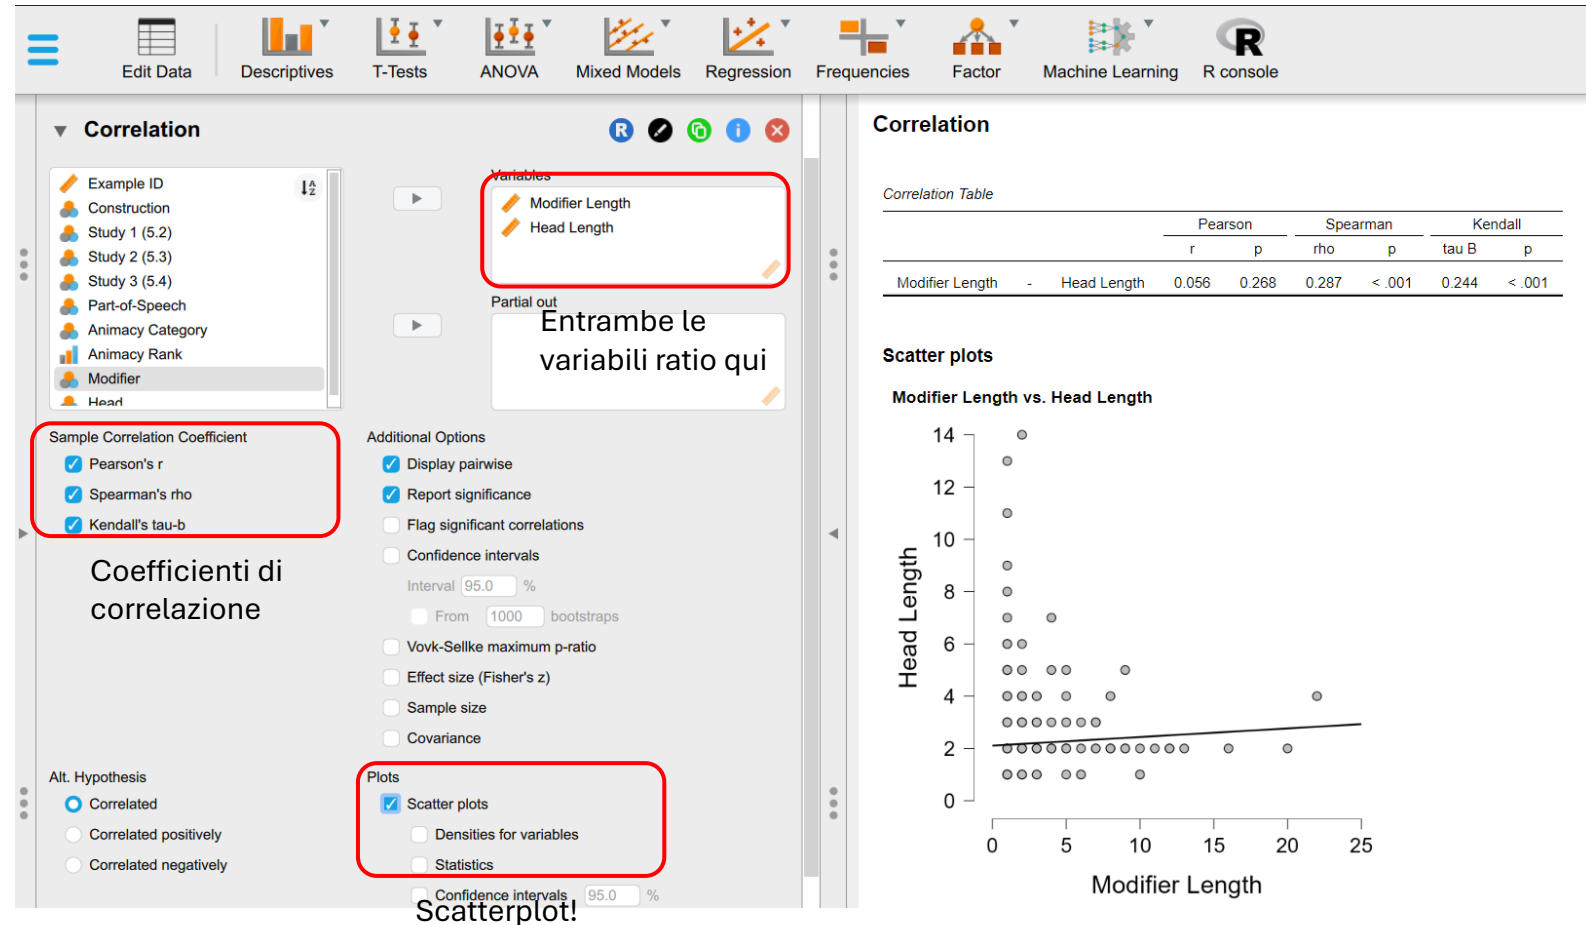 Edit Data
Descriptives
T-Tests
ANOVA
Mixed Models
Regression
Frequencies
Factor
Machine Learning
R console
Correlation
Example ID
Construction
Study 1 (5.2)
Study 2 (5.3)
Study 3 (5.4)
Part-of-Speech
Animacy Category
Animacy Rank
Modifier
Head
Variables
Modifier Length
Head Length
Partial out
Entrambe le
variabili ratio qui
Sample Correlation Coefficient
Pearson's r
Spearman's rho
Kendall's tau-b
Coefficienti di
correlazione
Additional Options
Display pairwise
Report significance
Flag significant correlations
Confidence intervals
Interval 95.0 %
From 1000 bootstraps
Vovk-Sellke maximum p-ratio
Effect size (Fisher's z)
Sample size
Covariance
Alt. Hypothesis
Correlated
Correlated positively
Correlated negatively
Plots
Scatter plots
Densities for variables
Statistics
Confidence intervals 95.0 %
Scatterplot!
Correlation
Correlation Table
Pearson Spearman Kendall
r p rho p tau B p
Modifier Length - Head Length 0.056 0.268 0.287 < .001 0.244 < .001
Scatter plots
Modifier Length vs. Head Length
14
12
10
8
6
4
2
0
Head Length
0 5 10 15 20 25
Modifier Length